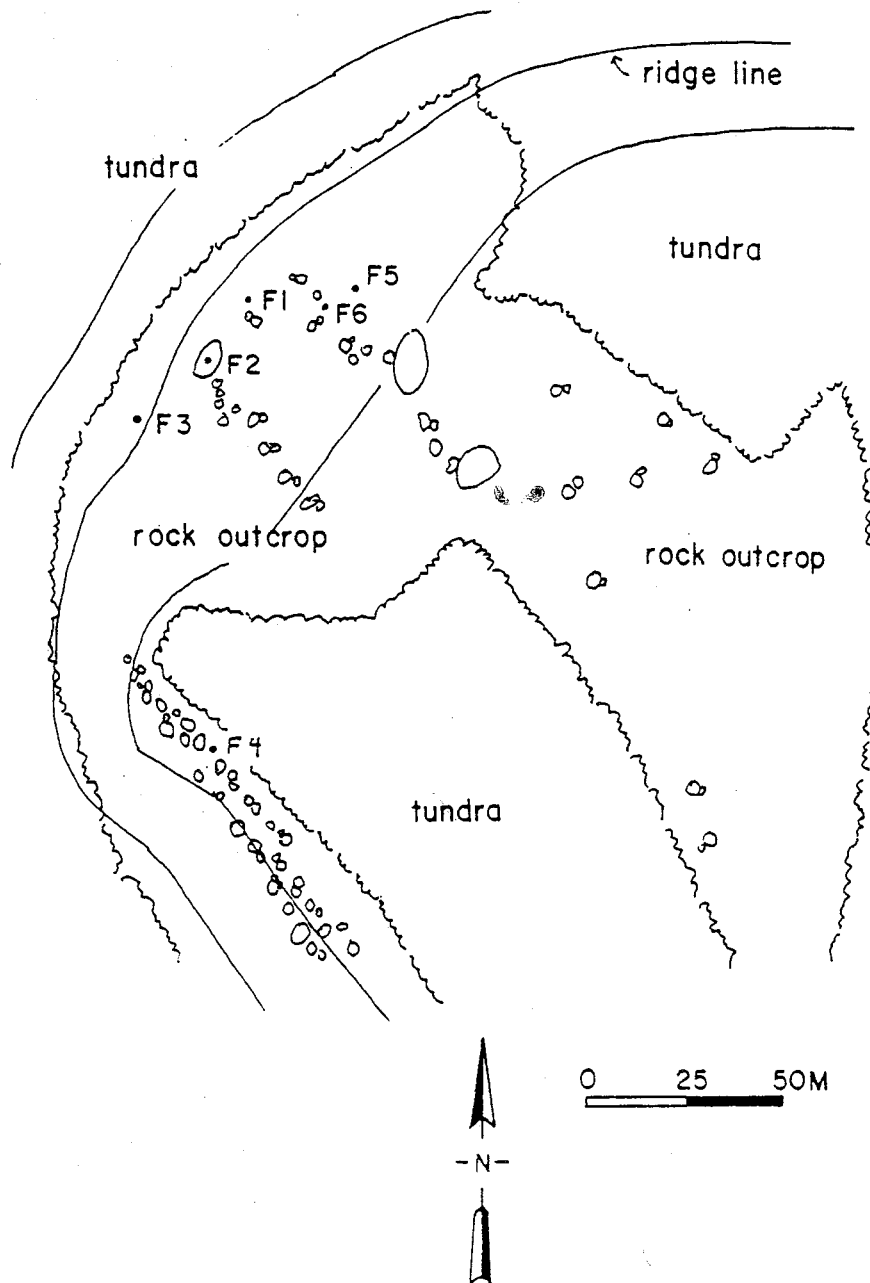 ridge line
tundra
tundra
F5
F1
F6
F2
F3
rock outcrop
rock outcrop
F4
tundra
0 25 50M
-N-